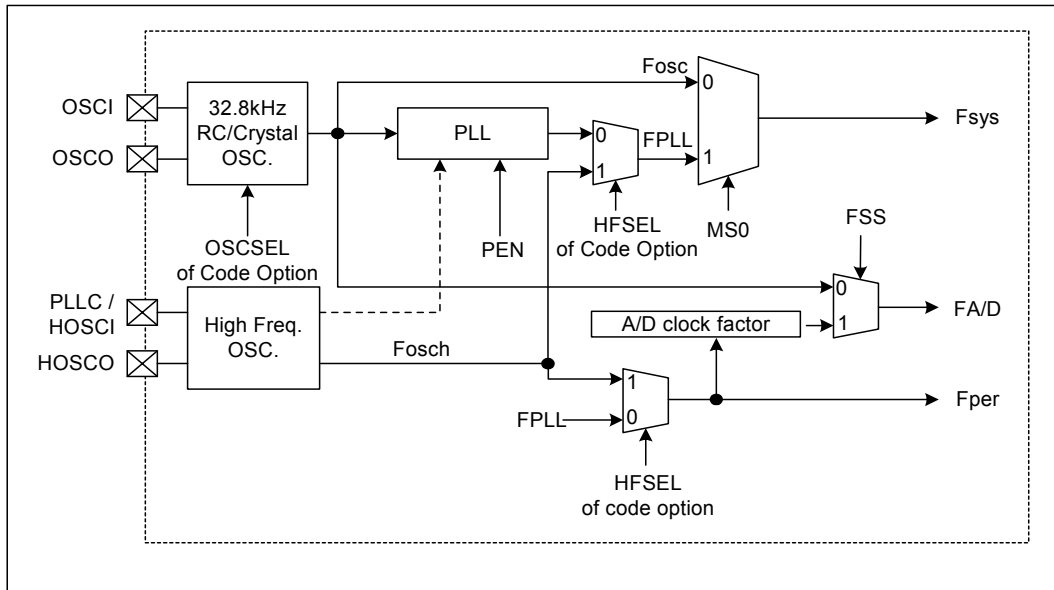 OSCI
OSCO
32.8kHz
RC/Crystal
OSC.
OSCSEL
of Code Option
PLL
PEN
Fosc
0
1
HFSEL
of Code Option
FPLL
0
1
MS0
Fsys
PLLC /
HOSCI
HOSCO
High Freq.
OSC.
Fosch
FSS
0
1
FA/D
A/D clock factor
1
0
FPLL
HFSEL
of code option
Fper